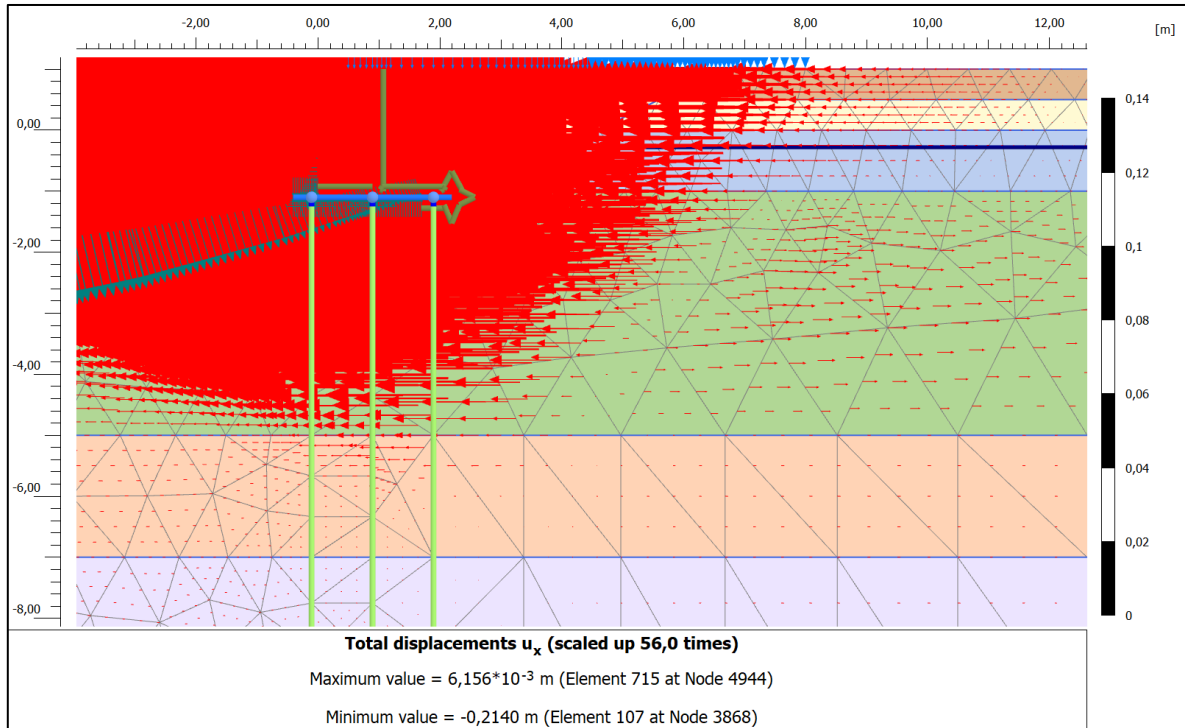 -2,00 0,00 2,00 4,00 6,00 8,00 10,00 12,00
[m]
0,14
0,00
0,12
0,1
-2,00
0,08
0,06
-4,00
0,04
-6,00
0,02
-8,00
0
Total displacements uₓ (scaled up 56,0 times)
Maximum value = 6,156*10⁻³ m (Element 715 at Node 4944)
Minimum value = -0,2140 m (Element 107 at Node 3868)